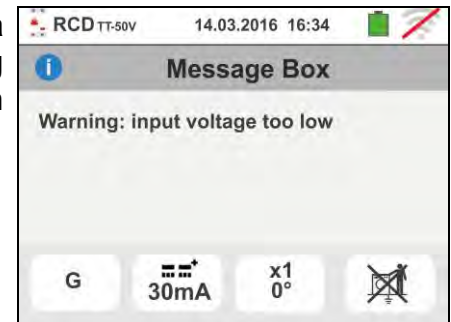 RCD TT-50V 14.03.2016 16:34
i Message Box
Warning: input voltage too low
G 30mA x1
0°